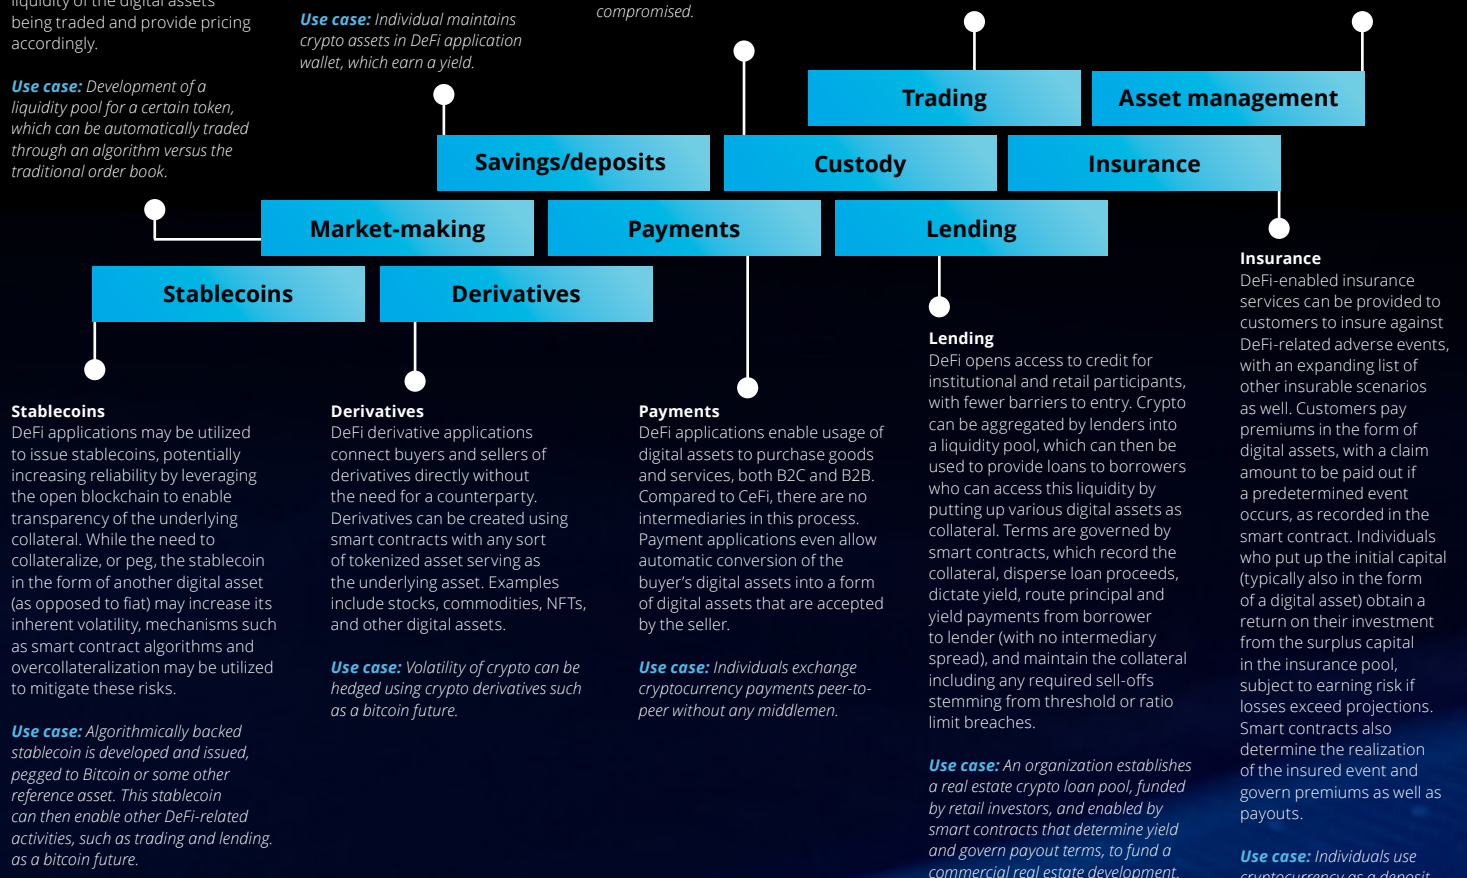 liquidity of the digital assets
being traded and provide pricing
accordingly.
Use case: Development of a
liquidity pool for a certain token,
which can be automatically traded
through an algorithm versus the
traditional order book.
Use case: Individual maintains
crypto assets in DeFi application
wallet, which earn a yield.
compromised.
Trading
Asset management
Savings/deposits
Custody
Insurance
Market-making
Payments
Lending
Stablecoins
Derivatives
Stablecoins
DeFi applications may be utilized
to issue stablecoins, potentially
increasing reliability by leveraging
the open blockchain to enable
transparency of the underlying
collateral. While the need to
collateralize, or peg, the stablecoin
in the form of another digital asset
(as opposed to fiat) may increase its
inherent volatility, mechanisms such
as smart contract algorithms and
overcollateralization may be utilized
to mitigate these risks.
Use case: Algorithmically backed
stablecoin is developed and issued,
pegged to Bitcoin or some other
reference asset. This stablecoin
can then enable other DeFi-related
activities, such as trading and lending.
as a bitcoin future.
Derivatives
DeFi derivative applications
connect buyers and sellers of
derivatives directly without
the need for a counterparty.
Derivatives can be created using
smart contracts with any sort
of tokenized asset serving as
the underlying asset. Examples
include stocks, commodities, NFTs,
and other digital assets.
Use case: Volatility of crypto can be
hedged using crypto derivatives such
as a bitcoin future.
Payments
DeFi applications enable usage of
digital assets to purchase goods
and services, both B2C and B2B.
Compared to CeFi, there are no
intermediaries in this process.
Payment applications even allow
automatic conversion of the
buyer's digital assets into a form
of digital assets that are accepted
by the seller.
Use case: Individuals exchange
cryptocurrency payments peer-to-
peer without any middlemen.
Lending
DeFi opens access to credit for
institutional and retail participants,
with fewer barriers to entry. Crypto
can be aggregated by lenders into
a liquidity pool, which can then be
used to provide loans to borrowers
who can access this liquidity by
putting up various digital assets as
collateral. Terms are governed by
smart contracts, which record the
collateral, disperse loan proceeds,
dictate yield, route principal and
yield payments from borrower
to lender (with no intermediary
spread), and maintain the collateral
including any required sell-offs
stemming from threshold or ratio
limit breaches.
Use case: An organization establishes
a real estate crypto loan pool, funded
by retail investors, and enabled by
smart contracts that determine yield
and govern payout terms, to fund a
commercial real estate development.
Insurance
DeFi-enabled insurance
services can be provided to
customers to insure against
DeFi-related adverse events,
with an expanding list of
other insurable scenarios
as well. Customers pay
premiums in the form of
digital assets, with a claim
amount to be paid out if
a predetermined event
occurs, as recorded in the
smart contract. Individuals
who put up the initial capital
(typically also in the form
of a digital asset) obtain a
return on their investment
from the surplus capital
in the insurance pool,
subject to earning risk if
losses exceed projections.
Smart contracts also
determine the realization
of the insured event and
govern premiums as well as
payouts.
Use case: Individuals use
cryptocurrency as a deposit